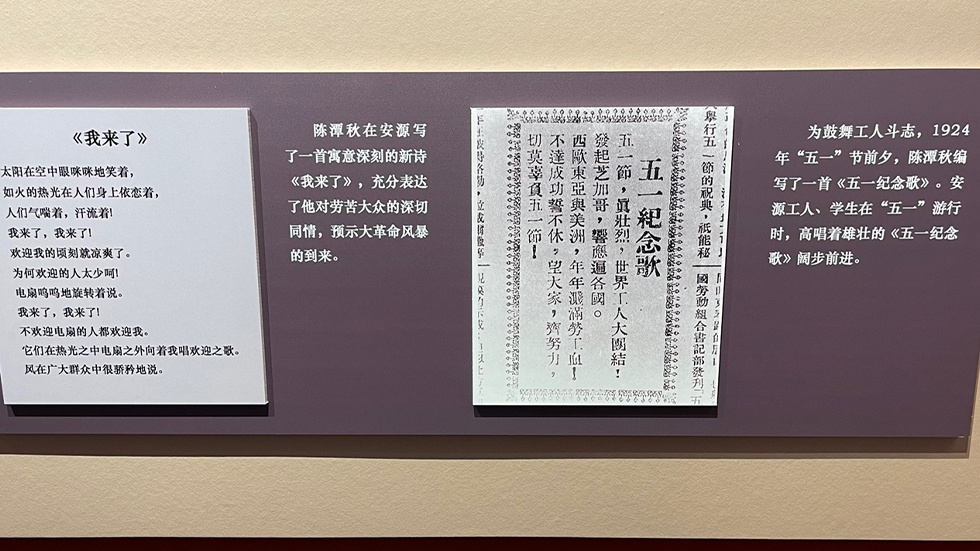 《我来了》
太阳在空中眼咪咪地笑着，
如火的热光在人们身上依恋着，
人们气喘着，汗流着！
我来了，我来了！
欢迎我的顷刻就凉爽了。
为何欢迎的人太少呵！
电扇呜呜地旋转着说。
我来了，我来了！
不欢迎电扇的人都欢迎我。
它们在热光之中电扇之外向着我唱欢迎之歌。
风在广大群众中很骄矜地说。
陈潭秋在安源写
了一首寓意深刻的新诗
《我来了》，充分表达
了他对劳苦大众的深切
同情，预示大革命风暴
的到来。
舉行五一節的祝典，祇能秘
國勞動組合書記部發刊
五一紀念歌
五一節，眞壯烈，世界工人大團結！
發起芝加哥，響應遍各國。
西歐東亞與美洲，年年濺滿勞工血！
不達成功誓不休，望大家，齊努力，
切莫辜負五一節！
为鼓舞工人斗志，1924
年“五一”节前夕，陈潭秋编
写了一首《五一纪念歌》。安
源工人、学生在“五一”游行
时，高唱着雄壮的《五一纪念
歌》阔步前进。